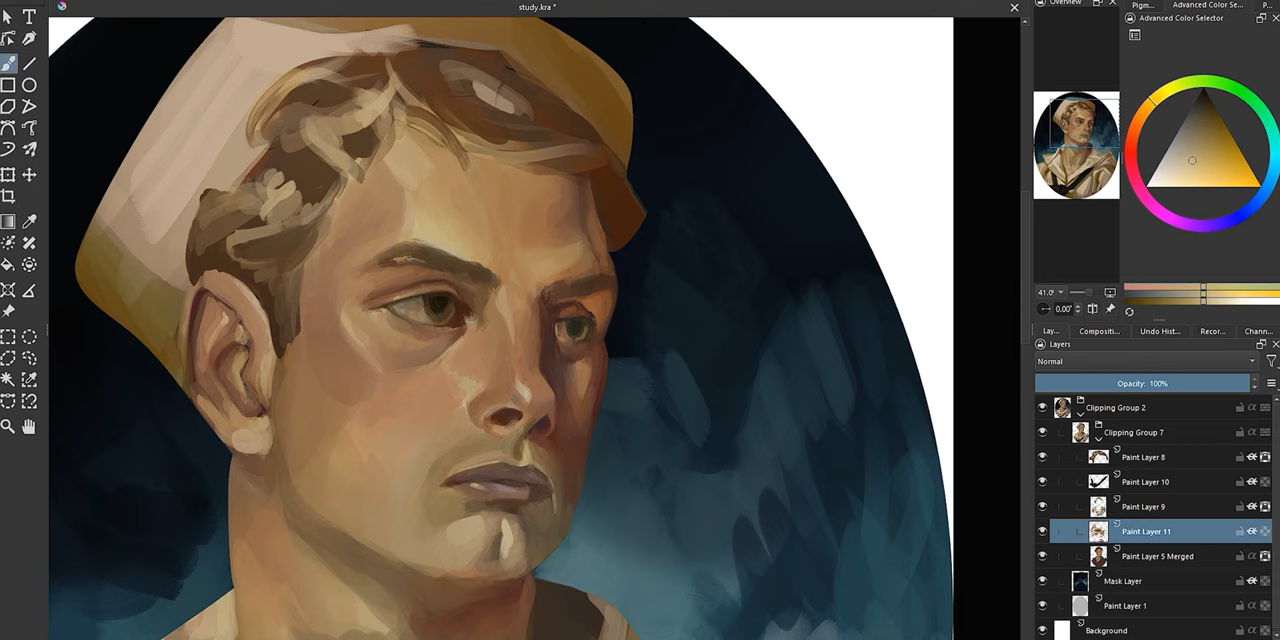 study.kra *
Overview
Pigm...
Advanced Color Se...
P...
Advanced Color Selector
41.0
0.00°
Lay...
Compositi...
Undo Hist...
Recor...
Chann...
Layers
Normal
Opacity: 100%
Clipping Group 2
Clipping Group 7
Paint Layer 8
Paint Layer 10
Paint Layer 9
Paint Layer 11
Paint Layer 5 Merged
Mask Layer
Paint Layer 1
Background